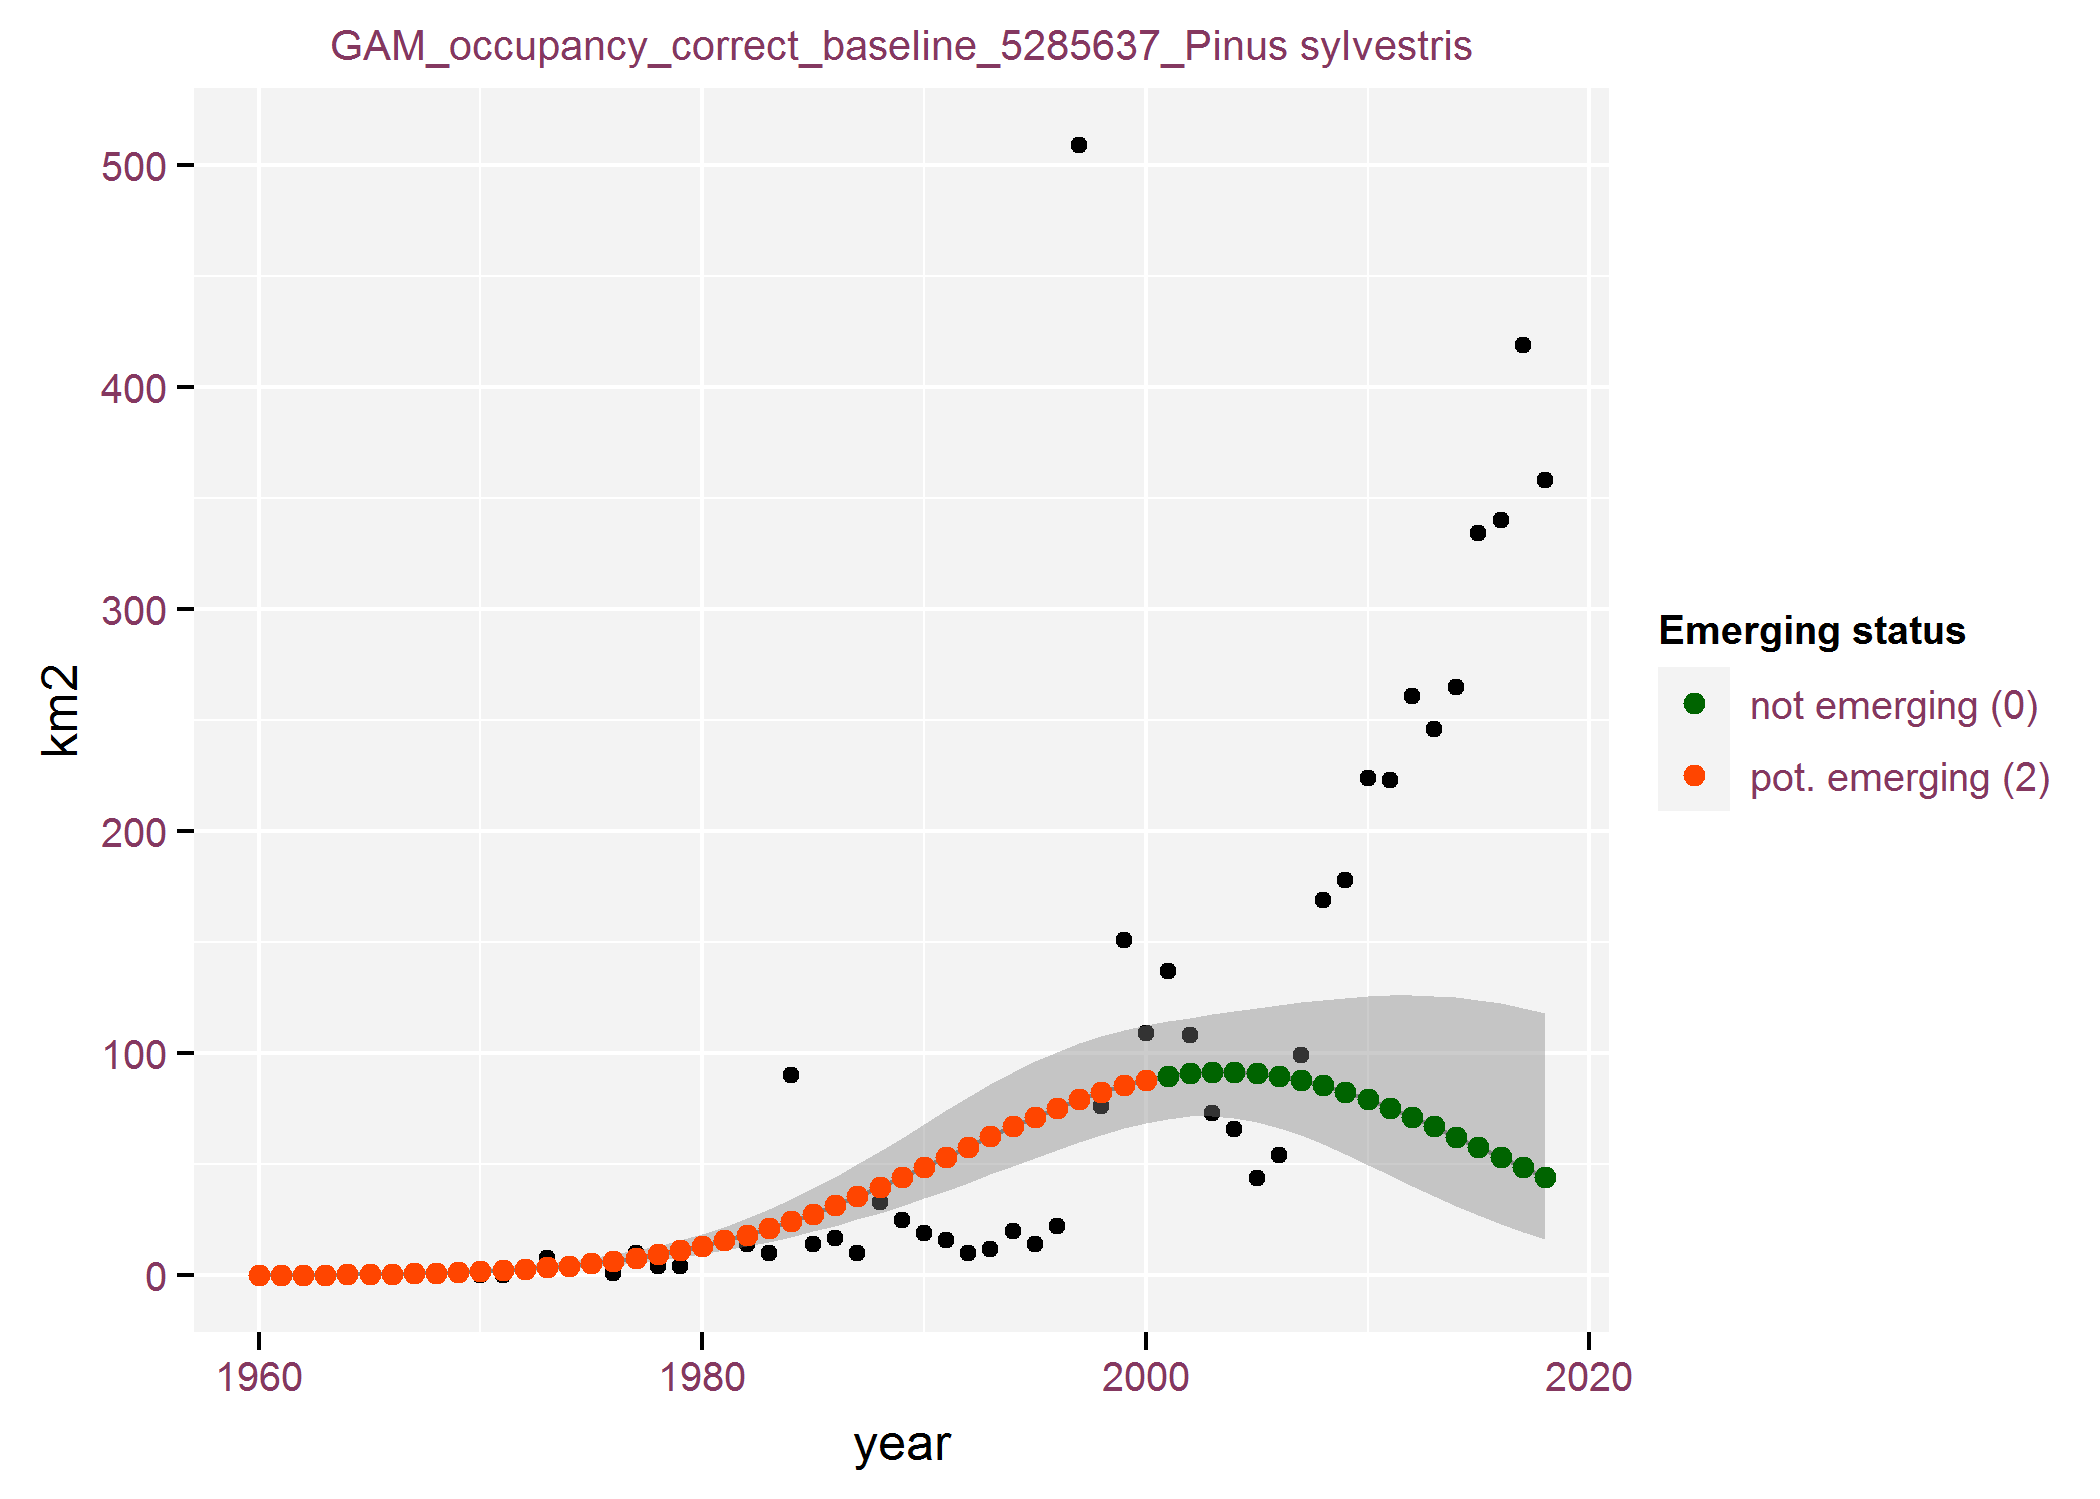 GAM_occupancy_correct_baseline_5285637_Pinus sylvestris
500
400
300
200
100
0
km2
1960
1980
2000
2020
year
Emerging status
not emerging (0)
pot. emerging (2)